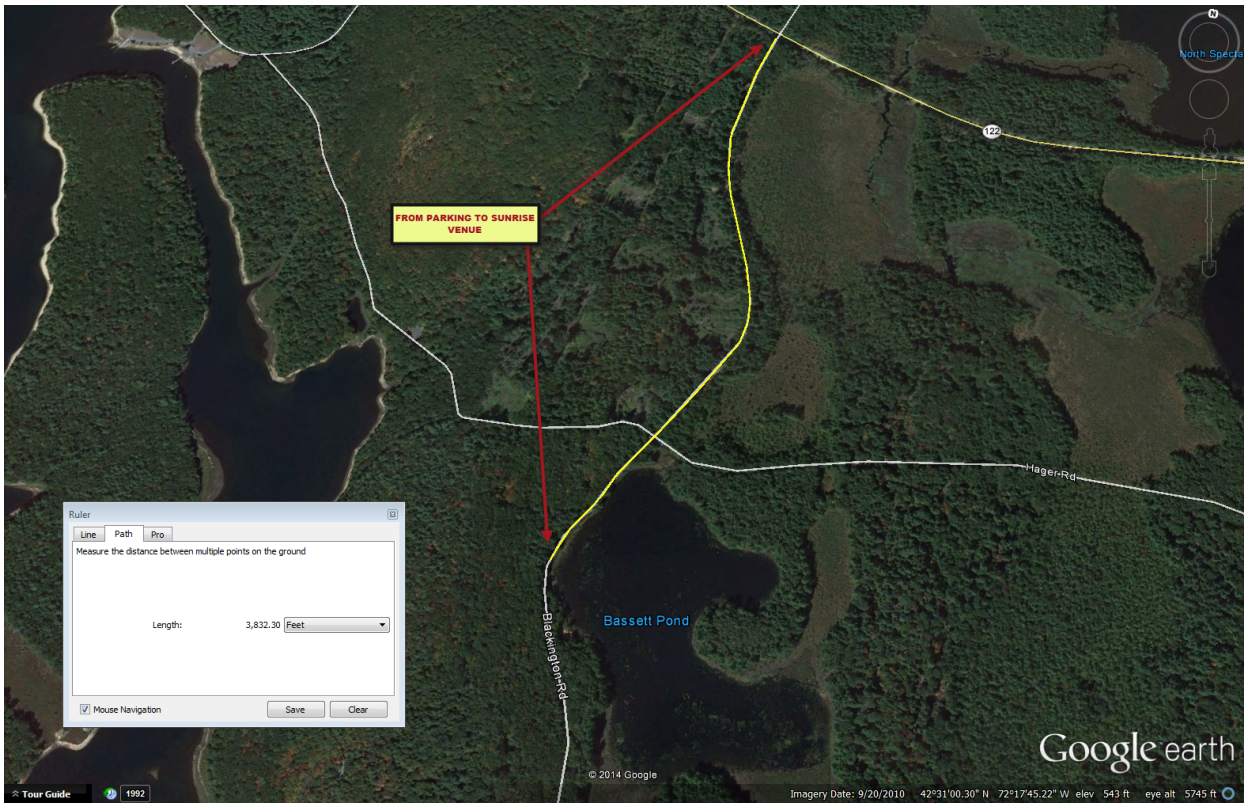 N
North Specta
122
FROM PARKING TO SUNRISE
VENUE
Hager Rd
Ruler
Line Path Pro
Measure the distance between multiple points on the ground
Length: 3,832.30 Feet
Mouse Navigation Save Clear
Bassett Pond
Blackington Rd
Google earth
© 2014 Google
Tour Guide 1992 Imagery Date: 9/20/2010 42°31'00.30" N 72°17'45.22" W elev 543 ft eye alt 5745 ft